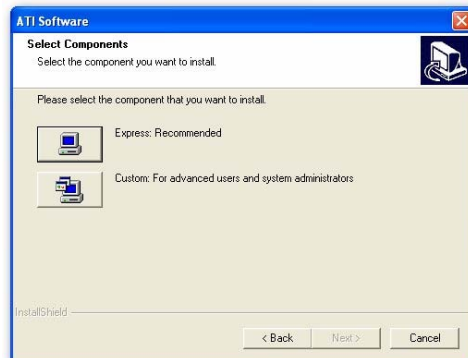 ATI Software
Select Components
Select the component you want to install.
Please select the component that you want to install.
Express: Recommended
Custom: For advanced users and system administrators
InstallShield
< Back
Next >
Cancel